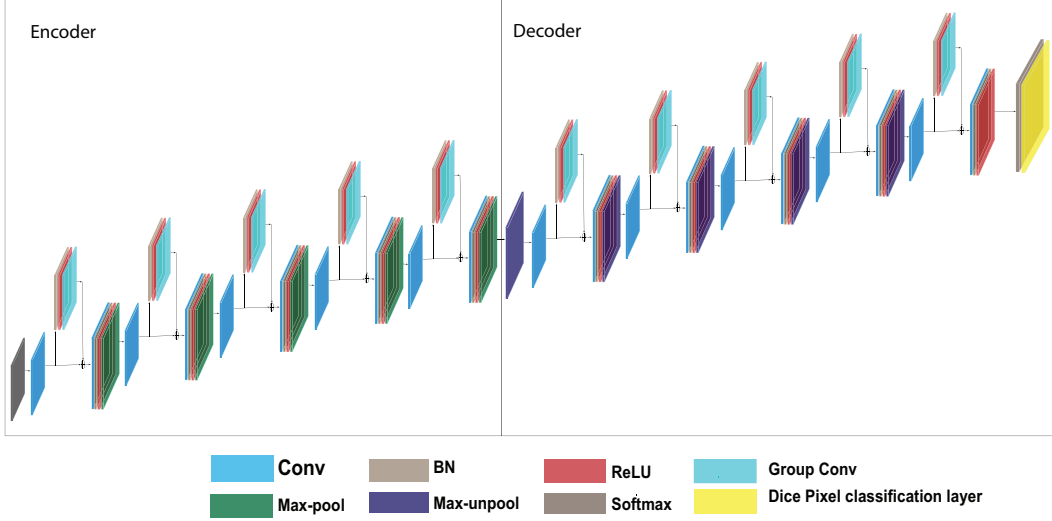 Encoder
Decoder
Conv
BN
ReLU
Group Conv
Max-pool
Max-unpool
Softmax
Dice Pixel classification layer